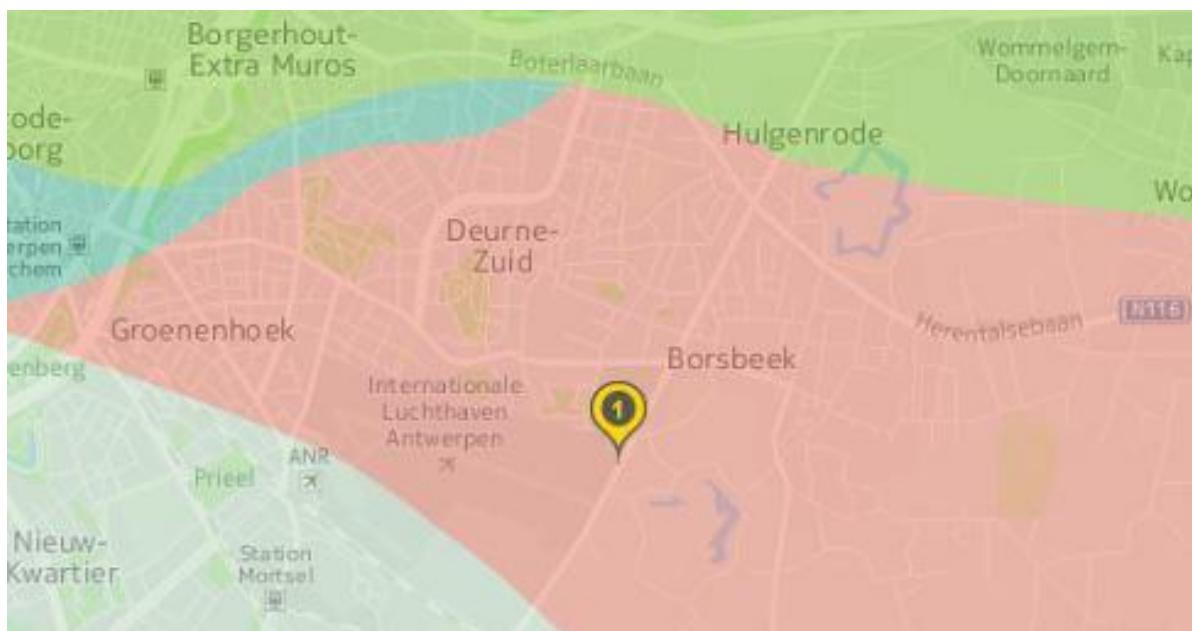 Borgerhout-
Extra Muros
Boterlaarbaan
Wommelgem-
Doornaard
Hulgenrode
Deurne-
Zuid
Groenenhoek
Borsbeek
Herentalsebaan
N116
Internationale
Luchthaven
Antwerpen
1
ANR
Prieel
Nieuw-
Kwartier
Station
Mortsel